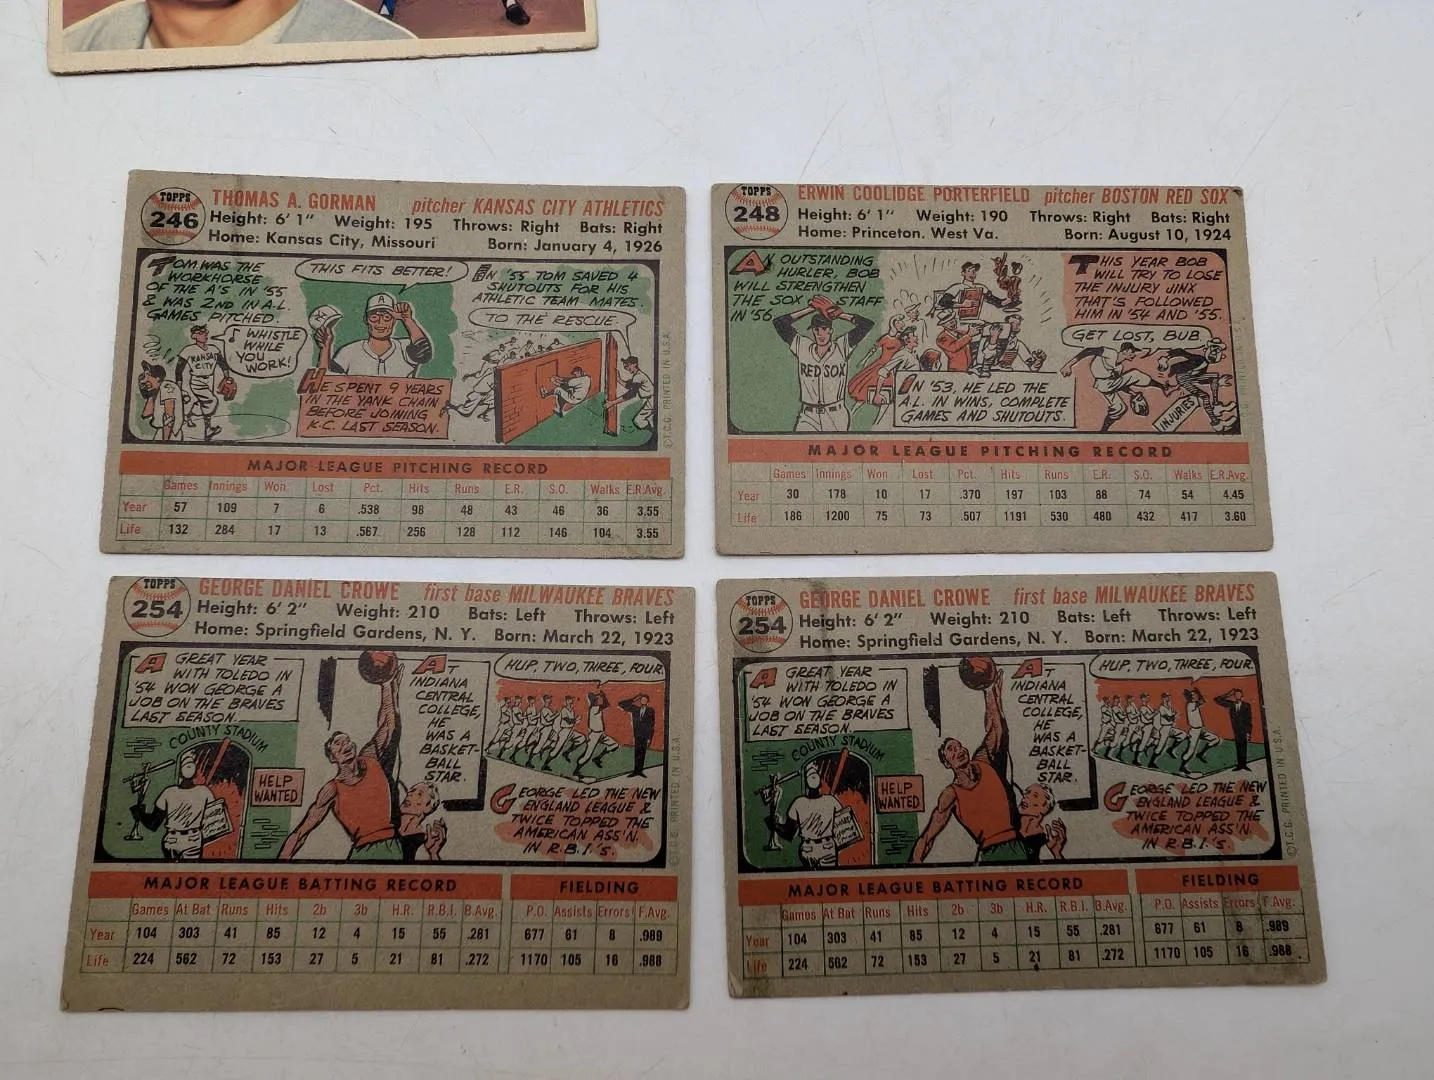 TOPPS
246
THOMAS A. GORMAN pitcher KANSAS CITY ATHLETICS
Height: 6' 1" Weight: 195 Throws: Right Bats: Right
Home: Kansas City, Missouri Born: January 4, 1926
TOM WAS THE
WORKHORSE
OF THE A'S IN '55
& WAS 2ND IN A.L.
GAMES PITCHED.
WHISTLE
WHILE
YOU
WORK!
KANSAS
CITY
THIS FITS BETTER!
A
HE SPENT 9 YEARS
IN THE YANK CHAIN
BEFORE JOINING
K.C. LAST SEASON.
IN '55 TOM SAVED 4
SHUTOUTS FOR HIS
ATHLETIC TEAM MATES.
TO THE RESCUE
©T.C.C. PRINTED IN U.S.A.
MAJOR LEAGUE PITCHING RECORD
Games Innings Won Lost Pct. Hits Runs E.R. S.O. Walks E.R.Avg.
Year 57 109 7 6 .538 98 48 43 46 36 3.55
Life 132 284 17 13 .567 256 128 112 146 104 3.55
TOPPS
248
ERWIN COOLIDGE PORTERFIELD pitcher BOSTON RED SOX
Height: 6' 1" Weight: 190 Throws: Right Bats: Right
Home: Princeton, West Va. Born: August 10, 1924
AN OUTSTANDING
HURLER, BOB
WILL STRENGTHEN
THE SOX STAFF
IN '56
RED SOX
IN '53, HE LED THE
A.L. IN WINS, COMPLETE
GAMES AND SHUTOUTS.
THIS YEAR BOB
WILL TRY TO LOSE
THE INJURY JINX
THAT'S FOLLOWED
HIM IN '54 AND '55.
GET LOST, BUB.
INJURIES
MAJOR LEAGUE PITCHING RECORD
Games Innings Won Lost Pct. Hits Runs E.R. S.O. Walks E.R.Avg.
Year 30 178 10 17 .370 197 103 88 74 54 4.45
Life 186 1200 75 73 .507 1191 530 480 432 417 3.60
TOPPS
254
GEORGE DANIEL CROWE first base MILWAUKEE BRAVES
Height: 6' 2" Weight: 210 Bats: Left Throws: Left
Home: Springfield Gardens, N. Y. Born: March 22, 1923
A GREAT YEAR
WITH TOLEDO IN
'54 WON GEORGE A
JOB ON THE BRAVES
LAST SEASON.
COUNTY STADIUM
HELP
WANTED
AT
INDIANA
CENTRAL
COLLEGE,
HE
WAS A
BASKET-
BALL
STAR.
HUP, TWO, THREE, FOUR
GEORGE LED THE NEW
ENGLAND LEAGUE &
TWICE TOPPED THE
AMERICAN ASS'N.
IN R.B.I.'S.
©T.C.C. PRINTED IN U.S.A.
MAJOR LEAGUE BATTING RECORD FIELDING
Games At Bat Runs Hits 2b 3b H.R. R.B.I. B.Avg. P.O. Assists Errors F.Avg.
Year 104 303 41 85 12 4 15 55 .281 677 61 8 .989
Life 224 562 72 153 27 5 21 81 .272 1170 105 16 .988
TOPPS
254
GEORGE DANIEL CROWE first base MILWAUKEE BRAVES
Height: 6' 2" Weight: 210 Bats: Left Throws: Left
Home: Springfield Gardens, N. Y. Born: March 22, 1923
A GREAT YEAR
WITH TOLEDO IN
'54 WON GEORGE A
JOB ON THE BRAVES
LAST SEASON.
COUNTY STADIUM
HELP
WANTED
AT
INDIANA
CENTRAL
COLLEGE,
HE
WAS A
BASKET-
BALL
STAR.
HUP, TWO, THREE, FOUR
GEORGE LED THE NEW
ENGLAND LEAGUE &
TWICE TOPPED THE
AMERICAN ASS'N.
IN R.B.I.'S.
©T.C.C. PRINTED IN U.S.A.
MAJOR LEAGUE BATTING RECORD FIELDING
Games At Bat Runs Hits 2b 3b H.R. R.B.I. B.Avg. P.O. Assists Errors F.Avg.
Year 104 303 41 85 12 4 15 55 .281 677 61 8 .989
Life 224 562 72 153 27 5 21 81 .272 1170 105 16 .988